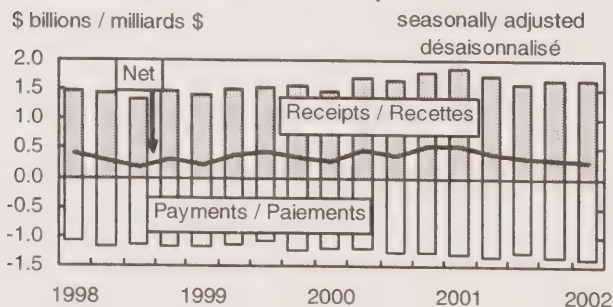 $ billions / milliards $
seasonally adjusted
désaisonnalisé
2.0
1.5
1.0
0.5
0.0
-0.5
-1.0
-1.5
Net
Receipts / Recettes
Payments / Paiements
1998 1999 2000 2001 2002